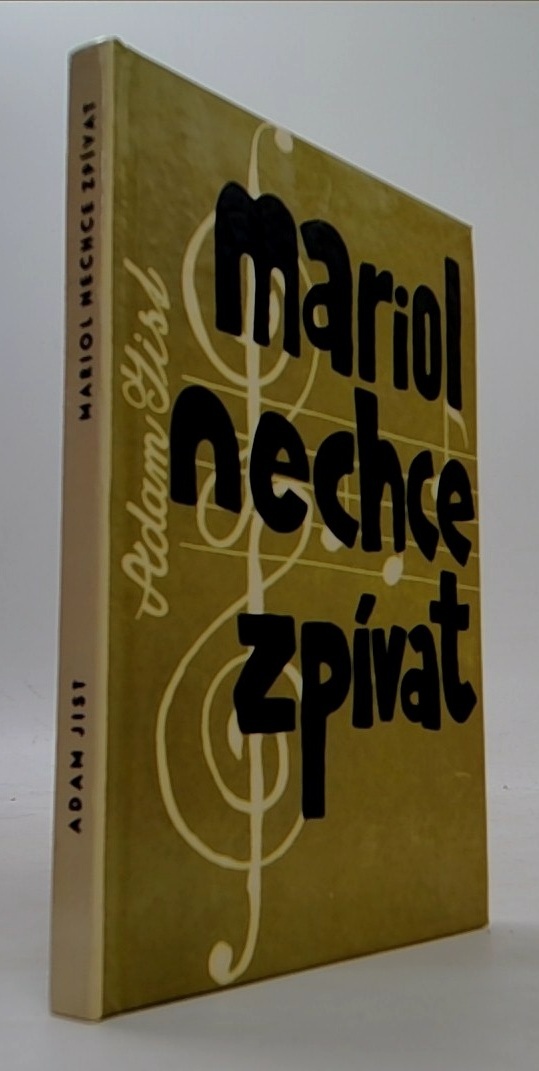 MARIOL NECHCE ZPÍVAT
ADAM JIST
Adam Jist
mariol
nechce
zpívat